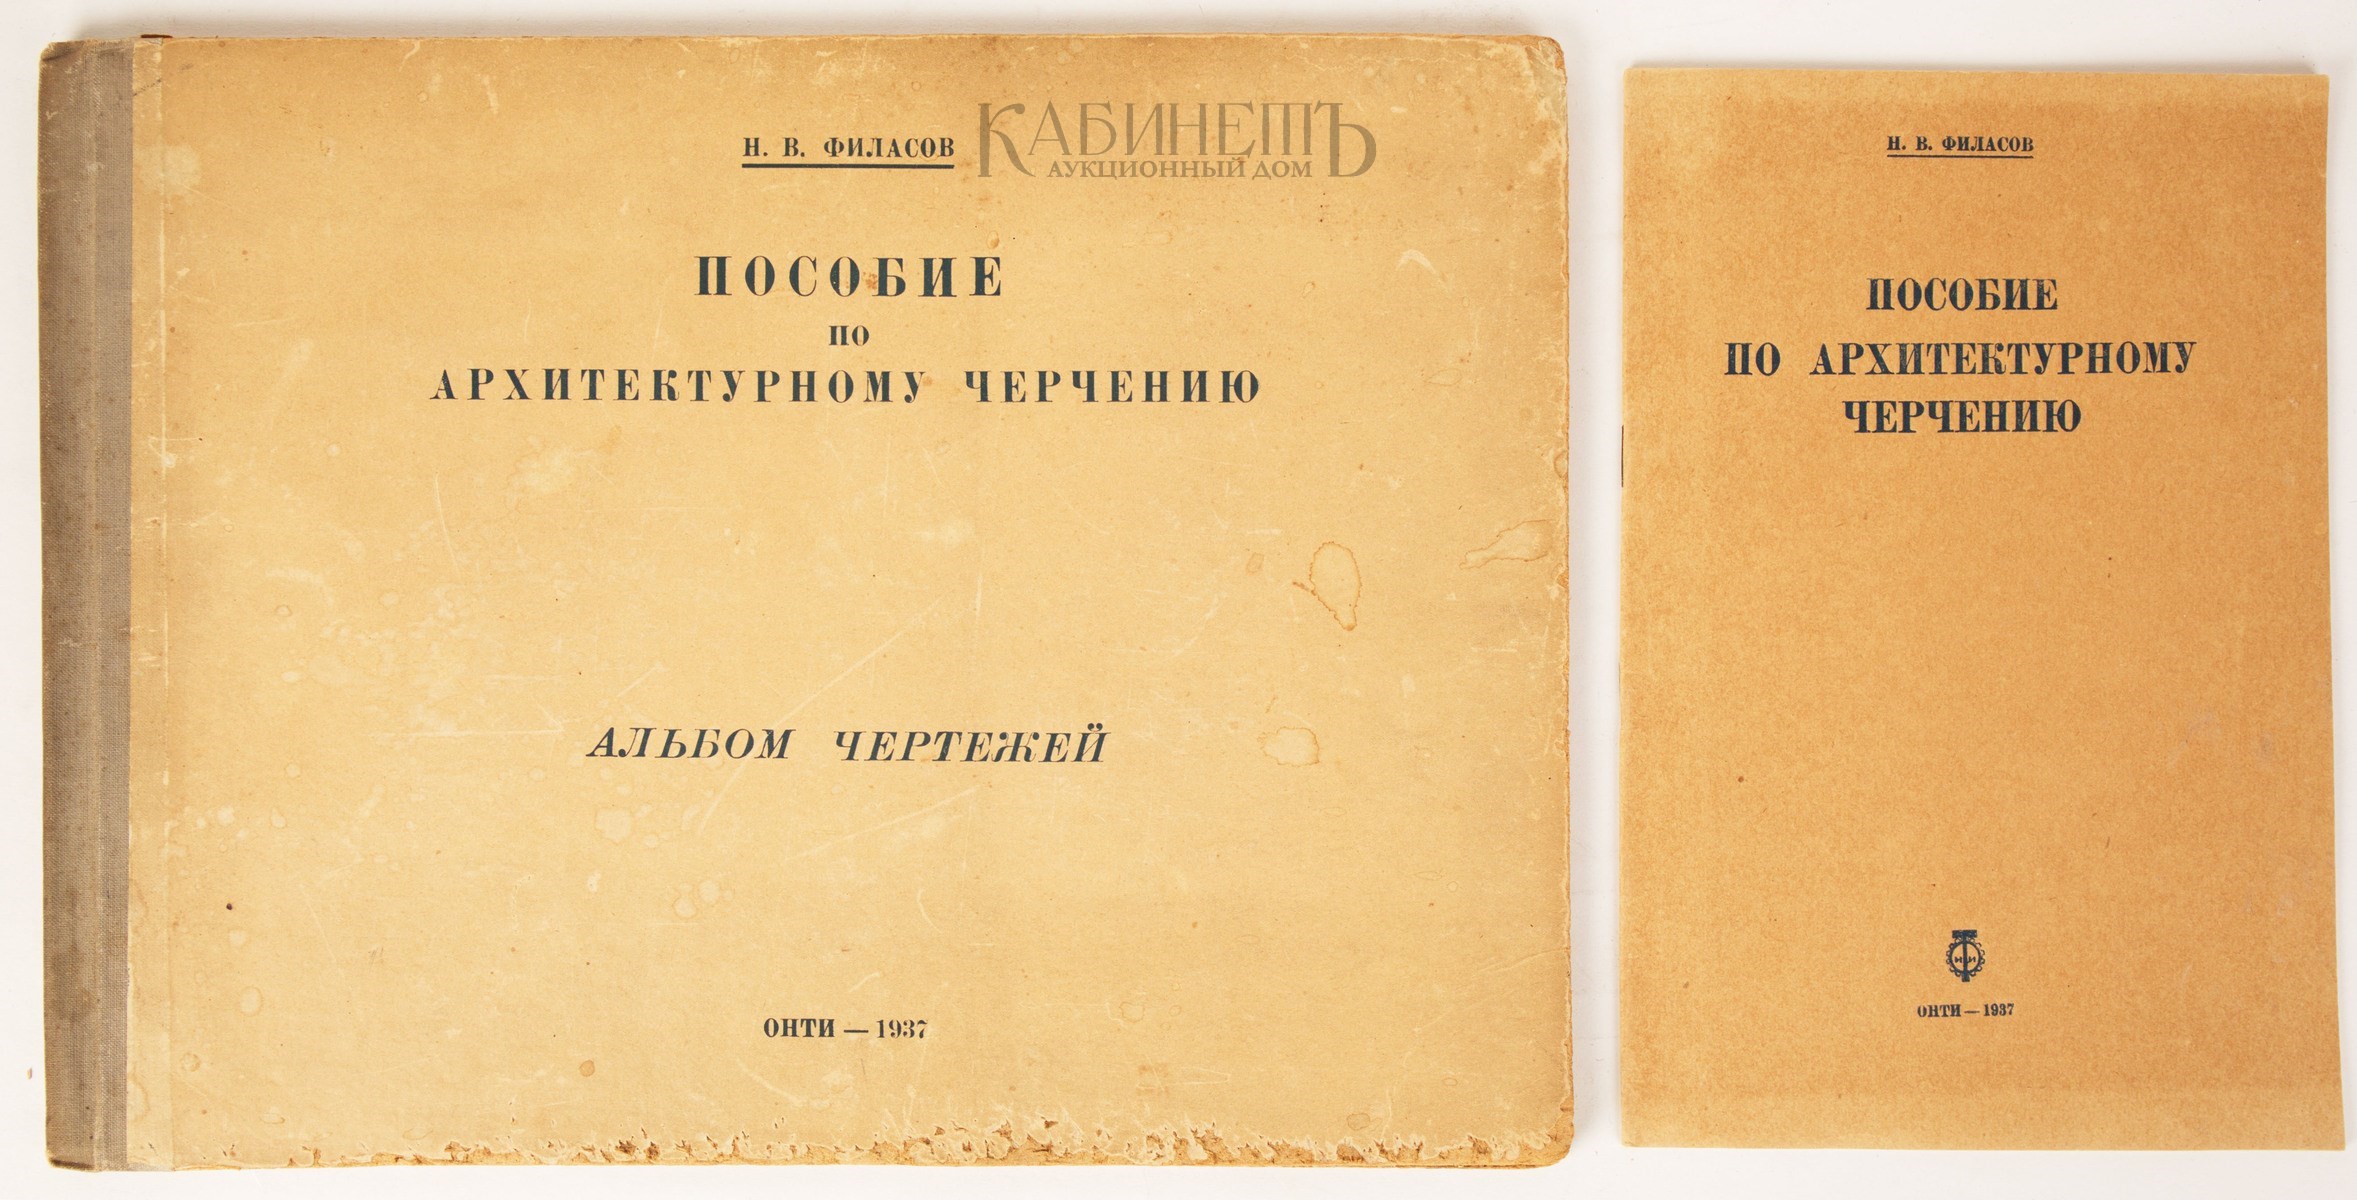 Н. В. ФИЛАСОВ
КАБИНЕТЪ
АУКЦИОННЫЙ ДОМ
ПОСОБИЕ
ПО
АРХИТЕКТУРНОМУ ЧЕРЧЕНИЮ
АЛЬБОМ ЧЕРТЕЖЕЙ
ОНТИ — 1937
Н. В. ФИЛАСОВ
ПОСОБИЕ
ПО АРХИТЕКТУРНОМУ
ЧЕРЧЕНИЮ
ОНТИ — 1937